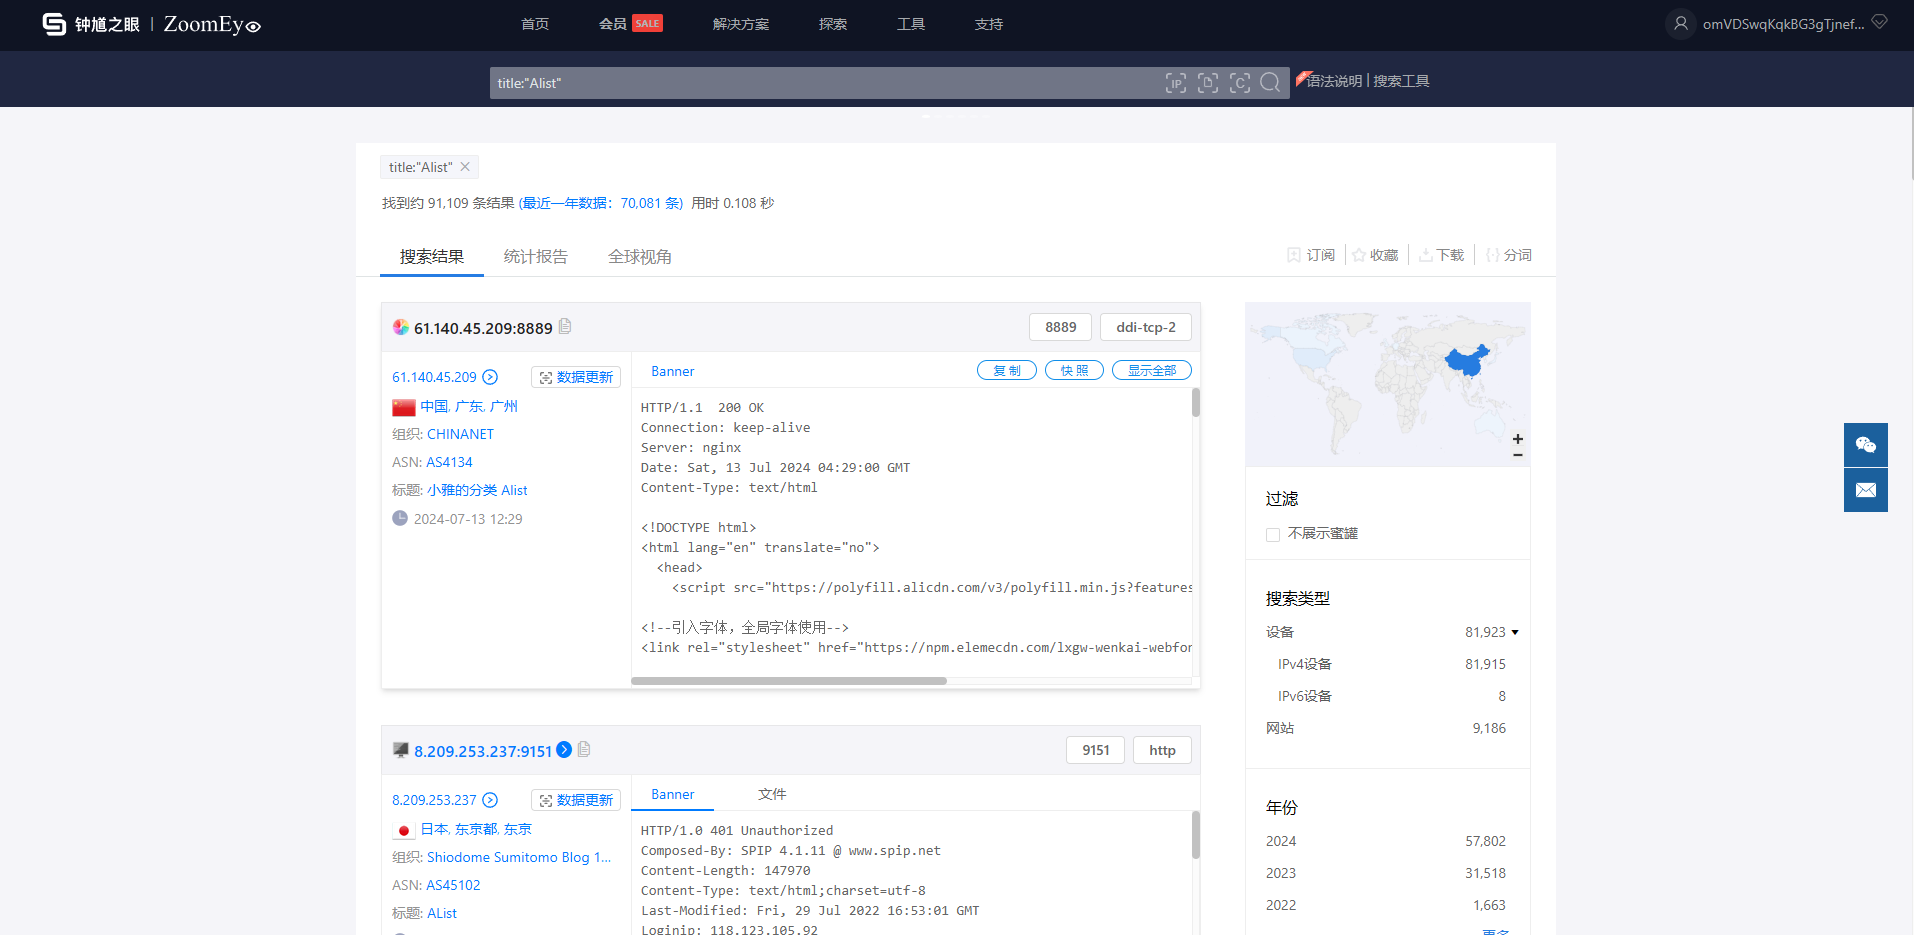 钟馗之眼 | ZoomEye
首页
会员 SALE
解决方案
探索
工具
支持
omVDSwqKqkBG3gTjnef...
title:"Alist"
IP
D
C
语法说明 | 搜索工具
title:"Alist"
找到约 91,109 条结果 (最近一年数据：70,081 条) 用时 0.108 秒
搜索结果
统计报告
全球视角
订阅
收藏
下载
分词
61.140.45.209:8889
8889
ddi-tcp-2
61.140.45.209
数据更新
中国, 广东, 广州
组织: CHINANET
ASN: AS4134
标题: 小雅的分类 Alist
2024-07-13 12:29
Banner
复 制
快 照
显示全部
HTTP/1.1  200 OK
Connection: keep-alive
Server: nginx
Date: Sat, 13 Jul 2024 04:29:00 GMT
Content-Type: text/html
<!DOCTYPE html>
<html lang="en" translate="no">
<head>
<script src="https://polyfill.alicdn.com/v3/polyfill.min.js?features
<!--引入字体，全局字体使用-->
<link rel="stylesheet" href="https://npm.elemecdn.com/lxgw-wenkai-webfon
8.209.253.237:9151
9151
http
8.209.253.237
数据更新
日本, 东京都, 东京
组织: Shiodome Sumitomo Blog 1...
ASN: AS45102
标题: AList
Banner
文件
HTTP/1.0 401 Unauthorized
Composed-By: SPIP 4.1.11 @ www.spip.net
Content-Length: 147970
Content-Type: text/html;charset=utf-8
Last-Modified: Fri, 29 Jul 2022 16:53:01 GMT
Loginip: 118.123.105.92
+
−
过滤
不展示蜜罐
搜索类型
设备 81,923
IPv4设备 81,915
IPv6设备 8
网站 9,186
年份
2024 57,802
2023 31,518
2022 1,663
更多